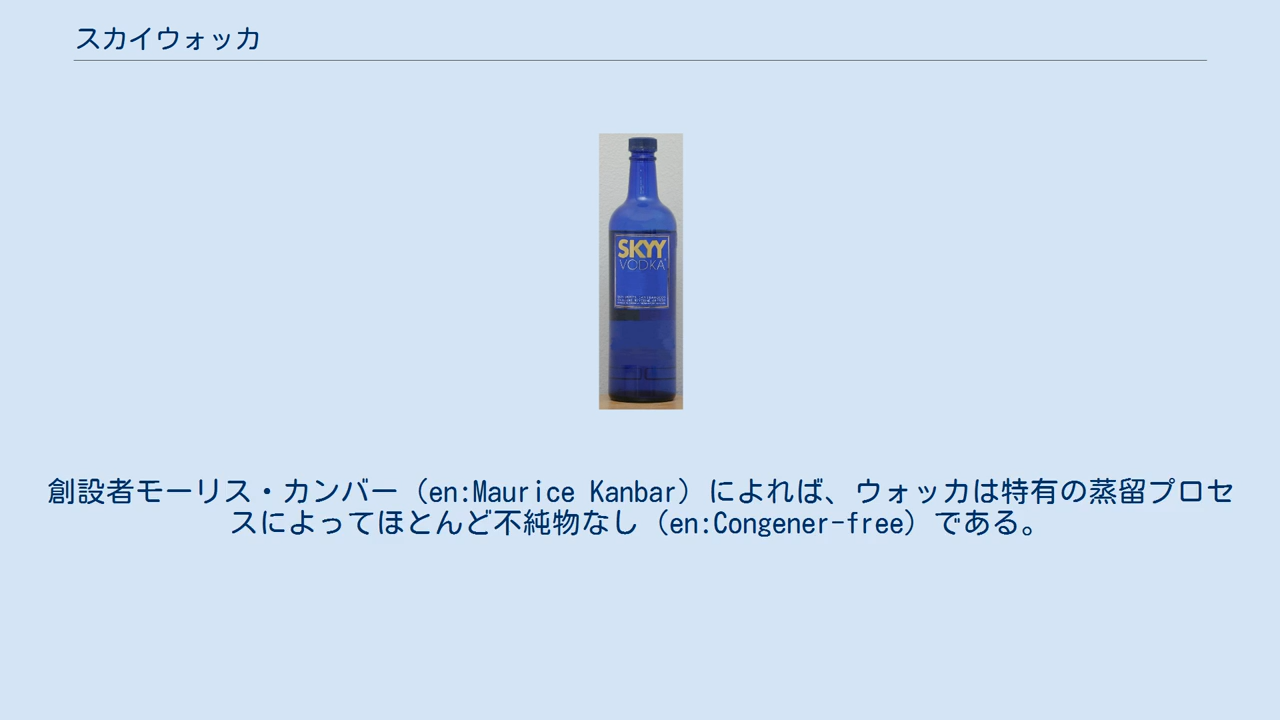 スカイウォッカ
SKYY
VODKA
創設者モーリス・カンバー（en:Maurice Kanbar）によれば、ウォッカは特有の蒸留プロセ
スによってほとんど不純物なし（en:Congener-free）である。